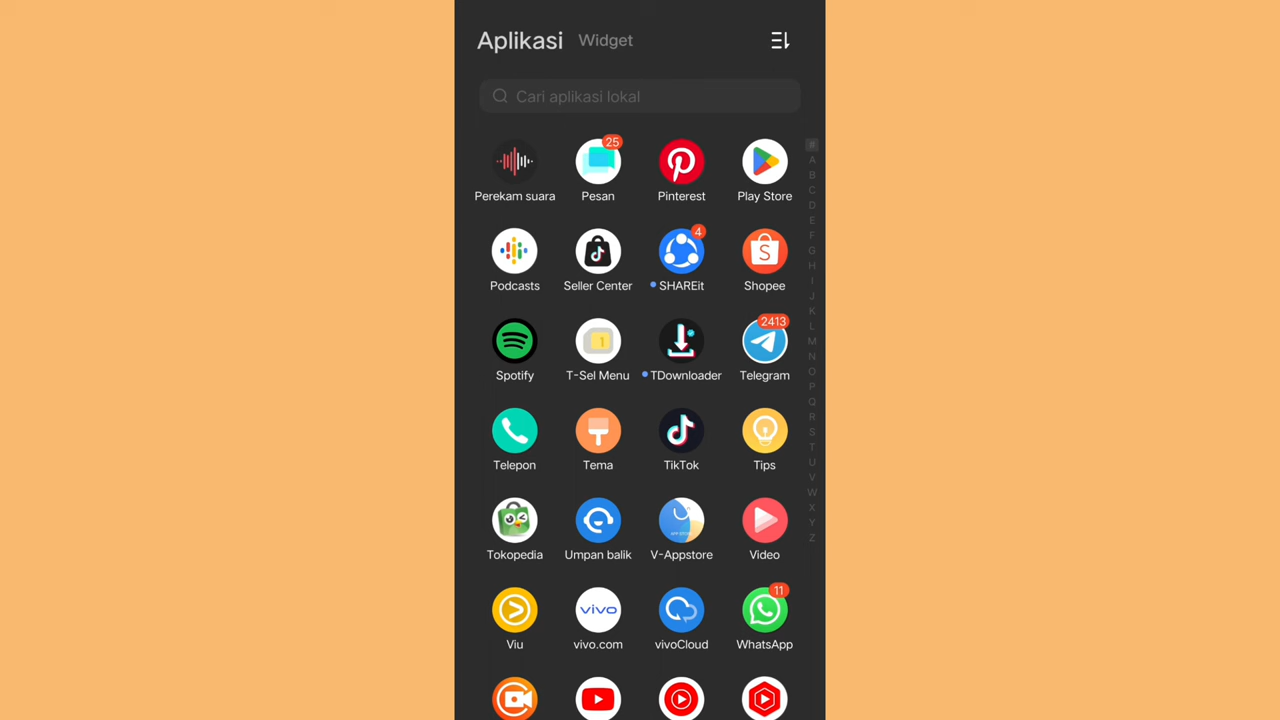 Aplikasi Widget
Cari aplikasi lokal
25
Perekam suara Pesan Pinterest Play Store
4
Podcasts Seller Center SHAREit Shopee
1 2413
Spotify T-Sel Menu TDownloader Telegram
Telepon Tema TikTok Tips
Tokopedia Umpan balik V-Appstore Video
vivo 11
Viu vivo.com vivoCloud WhatsApp
#
A
B
C
D
E
F
G
H
I
J
K
L
M
N
O
P
Q
R
S
T
U
V
W
X
Y
Z